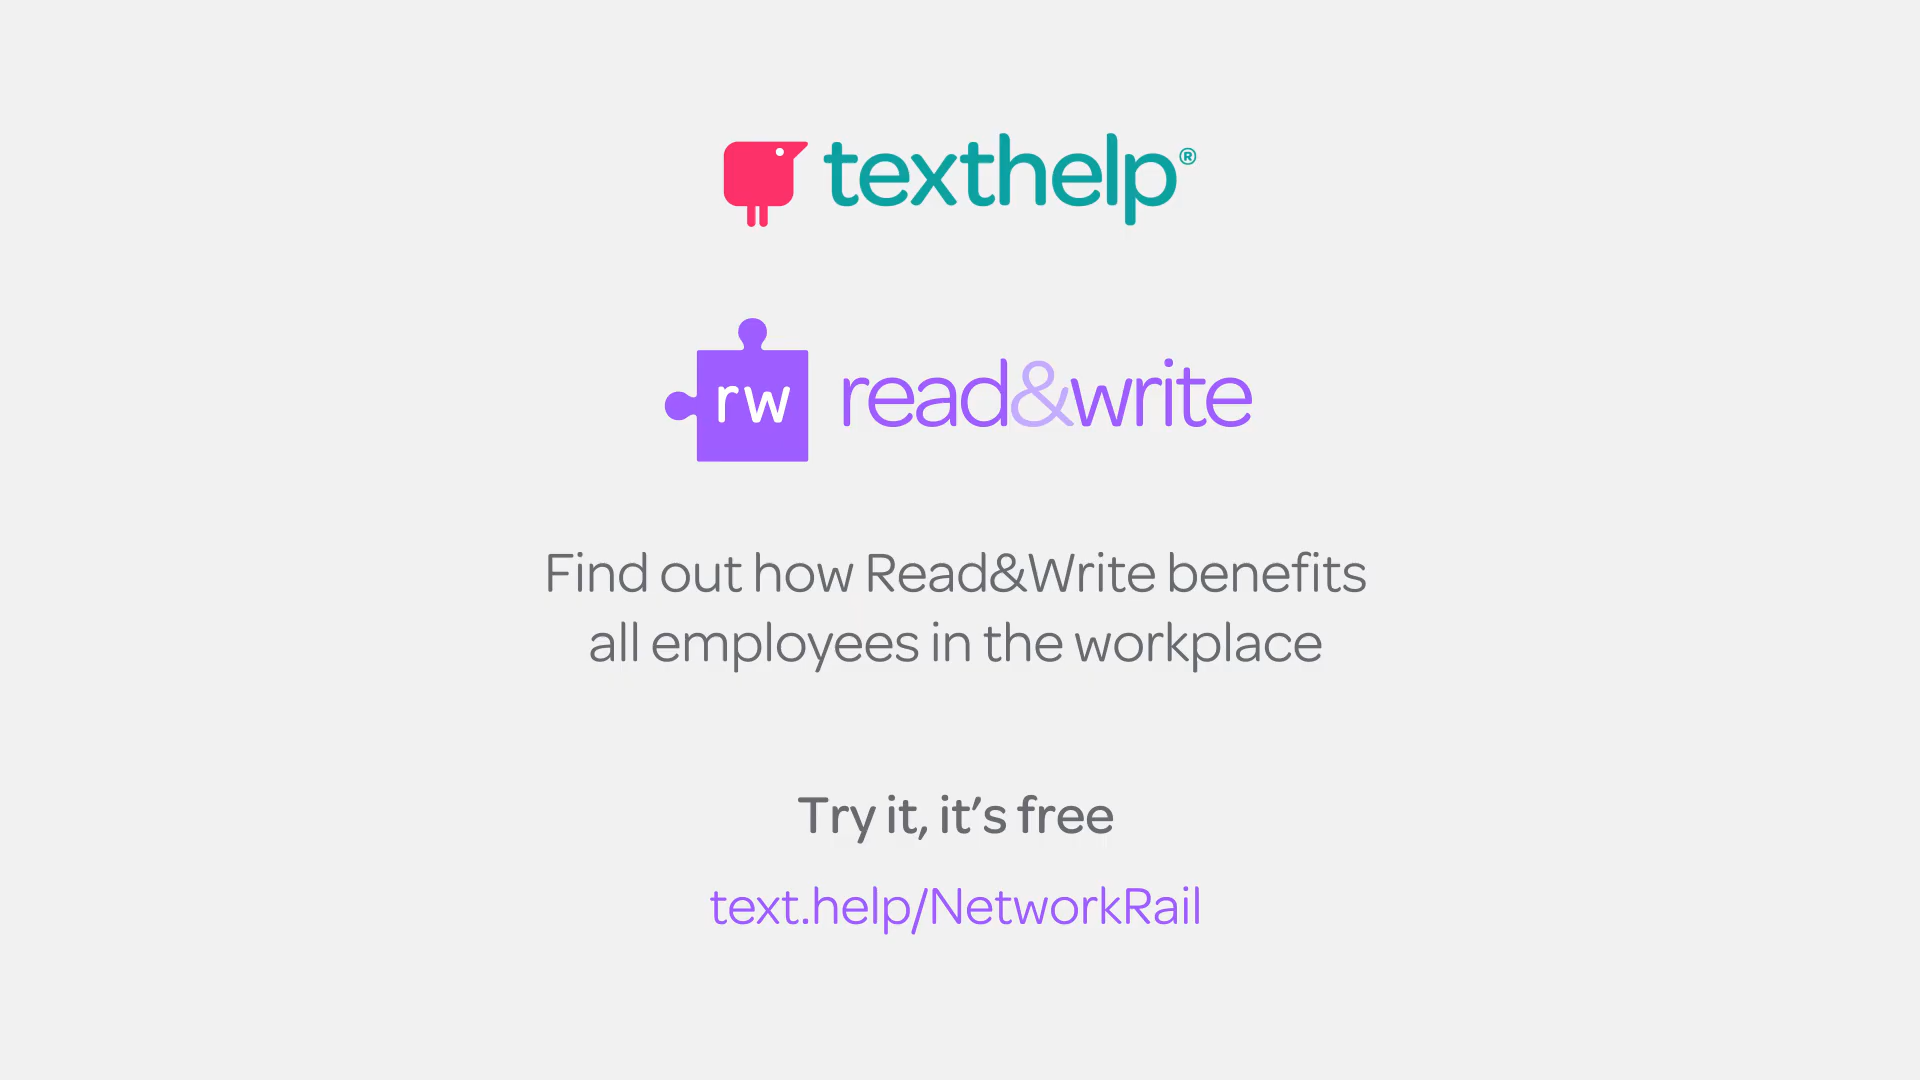 texthelp®
rw read&write
Find out how Read&Write benefits
all employees in the workplace
Try it, it’s free
text.help/NetworkRail